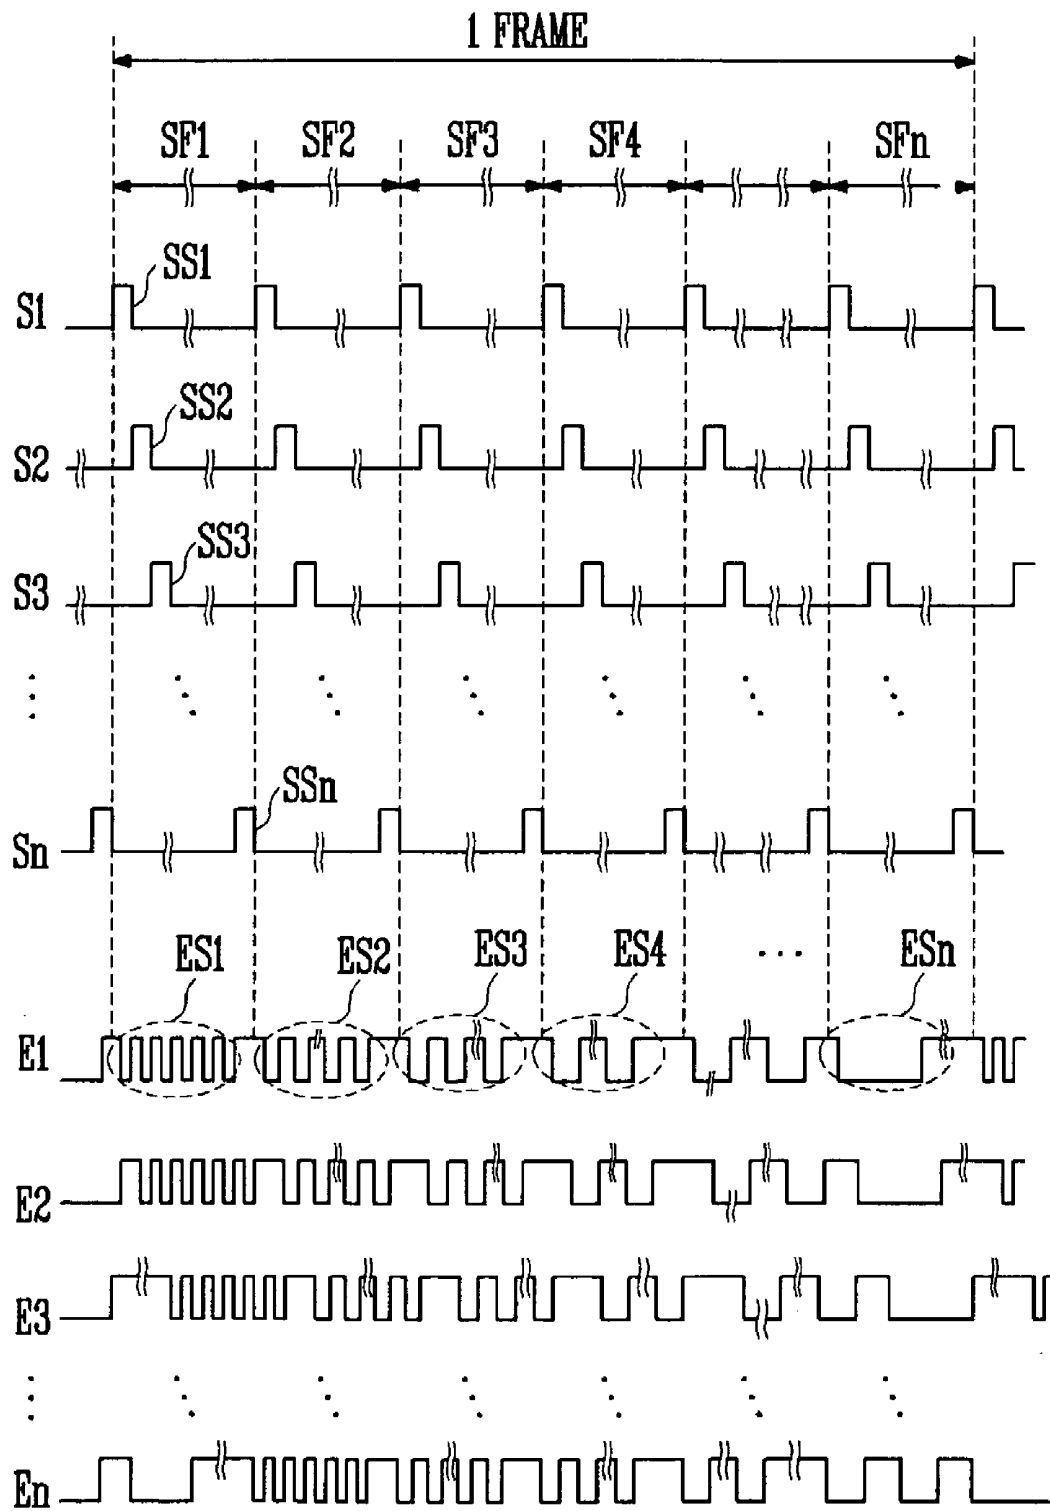 1 FRAME
SF1 SF2 SF3 SF4 SFn
SS1
S1
SS2
S2
SS3
S3
SSn
Sn
ES1 ES2 ES3 ES4 ESn
E1
E2
E3
En